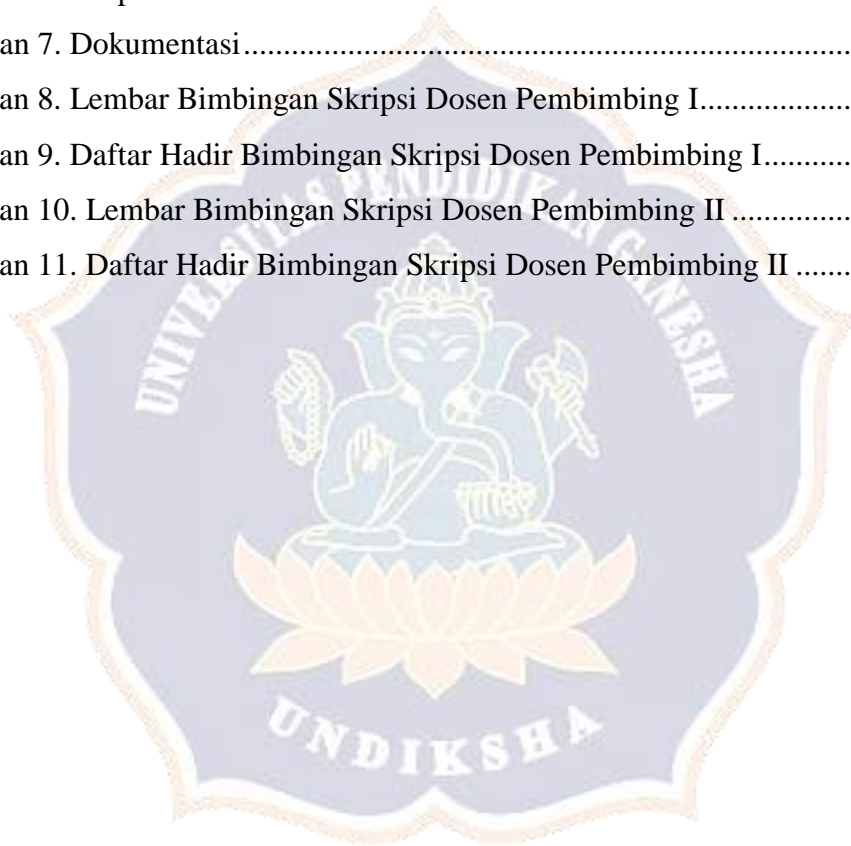 an 7. Dokumentasi....................................................................................
an 8. Lembar Bimbingan Skripsi Dosen Pembimbing I...................
an 9. Daftar Hadir Bimbingan Skripsi Dosen Pembimbing I...........
an 10. Lembar Bimbingan Skripsi Dosen Pembimbing II ...............
an 11. Daftar Hadir Bimbingan Skripsi Dosen Pembimbing II .......
UNIVERSITAS PENDIDIKAN GANESHA
UNDIKSHA